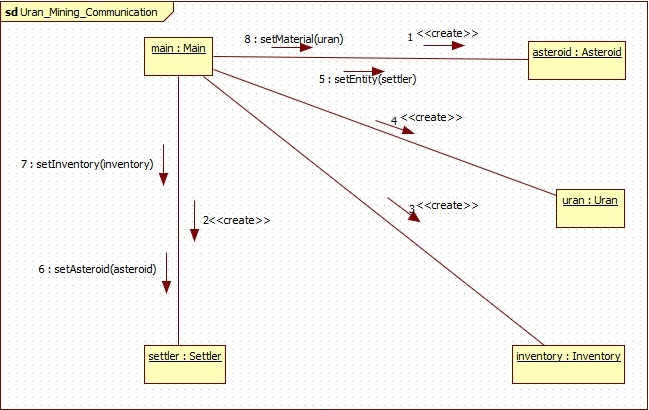 sd Uran_Mining_Communication
main : Main
8 : setMaterial(uran)
1 <<create>>
asteroid : Asteroid
5 : setEntity(settler)
4 <<create>>
7 : setInventory(inventory)
uran : Uran
3 <<create>>
2<<create>>
6 : setAsteroid(asteroid)
settler : Settler
inventory : Inventory